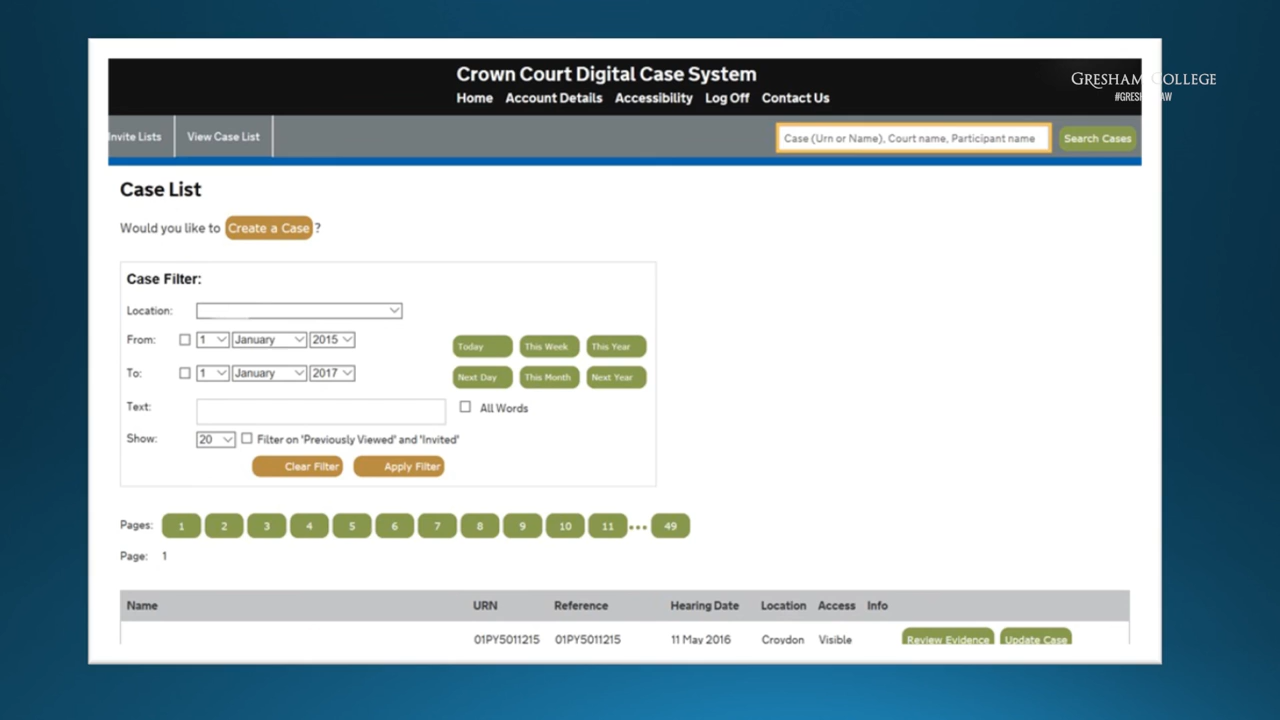 Crown Court Digital Case System
GRESHAM COLLEGE
Home Account Details Accessibility Log Off Contact Us
Invite Lists View Case List Case (Urn or Name), Court name, Participant name Search Cases
Case List
Would you like to Create a Case ?
Case Filter:
Location:
From: 1 January 2015 Today This Week This Year
To: 1 January 2017 Next Day This Month Next Year
Text: All Words
Show: 20 Filter on 'Previously Viewed' and 'Invited'
Clear Filter Apply Filter
Pages: 1 2 3 4 5 6 7 8 9 10 11 ... 49
Page: 1
Name URN Reference Hearing Date Location Access Info
01PY5011215 01PY5011215 11 May 2016 Croydon Visible Review Evidence Update Case